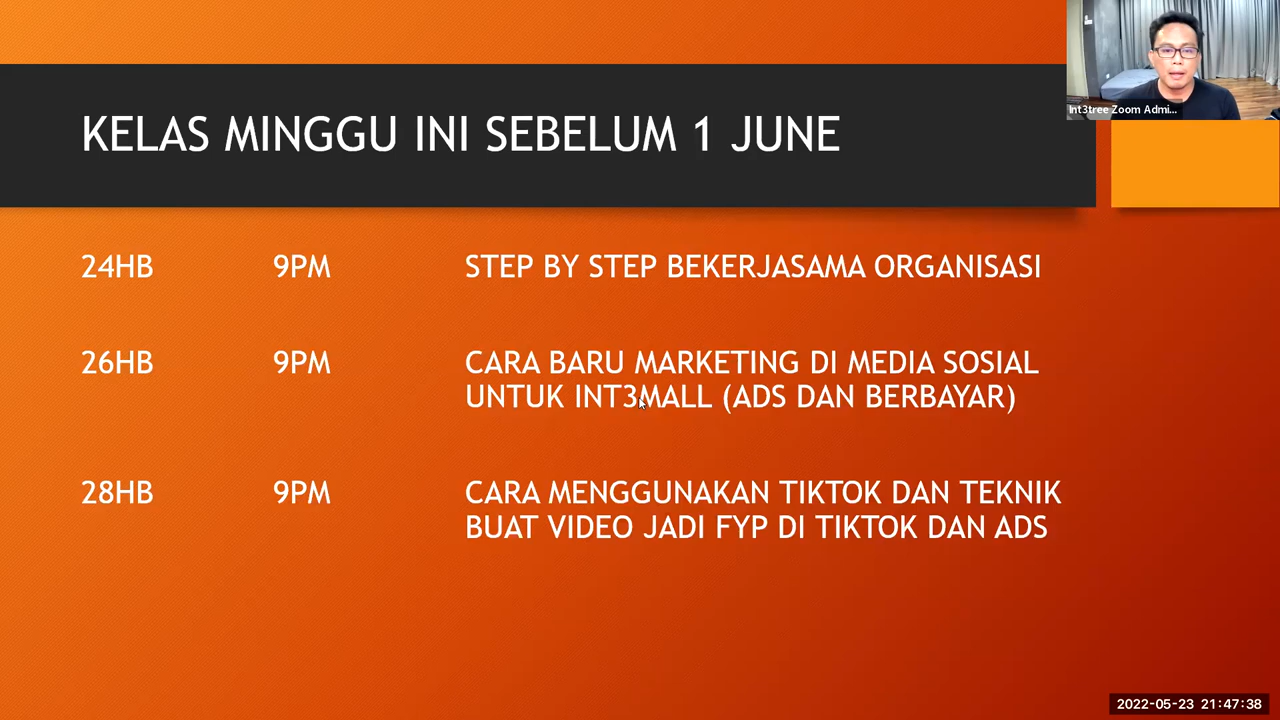 Int3tree Zoom Admi...
KELAS MINGGU INI SEBELUM 1 JUNE
24HB 9PM STEP BY STEP BEKERJASAMA ORGANISASI
26HB 9PM CARA BARU MARKETING DI MEDIA SOSIAL
UNTUK INT3MALL (ADS DAN BERBAYAR)
28HB 9PM CARA MENGGUNAKAN TIKTOK DAN TEKNIK
BUAT VIDEO JADI FYP DI TIKTOK DAN ADS
2022-05-23 21:47:38